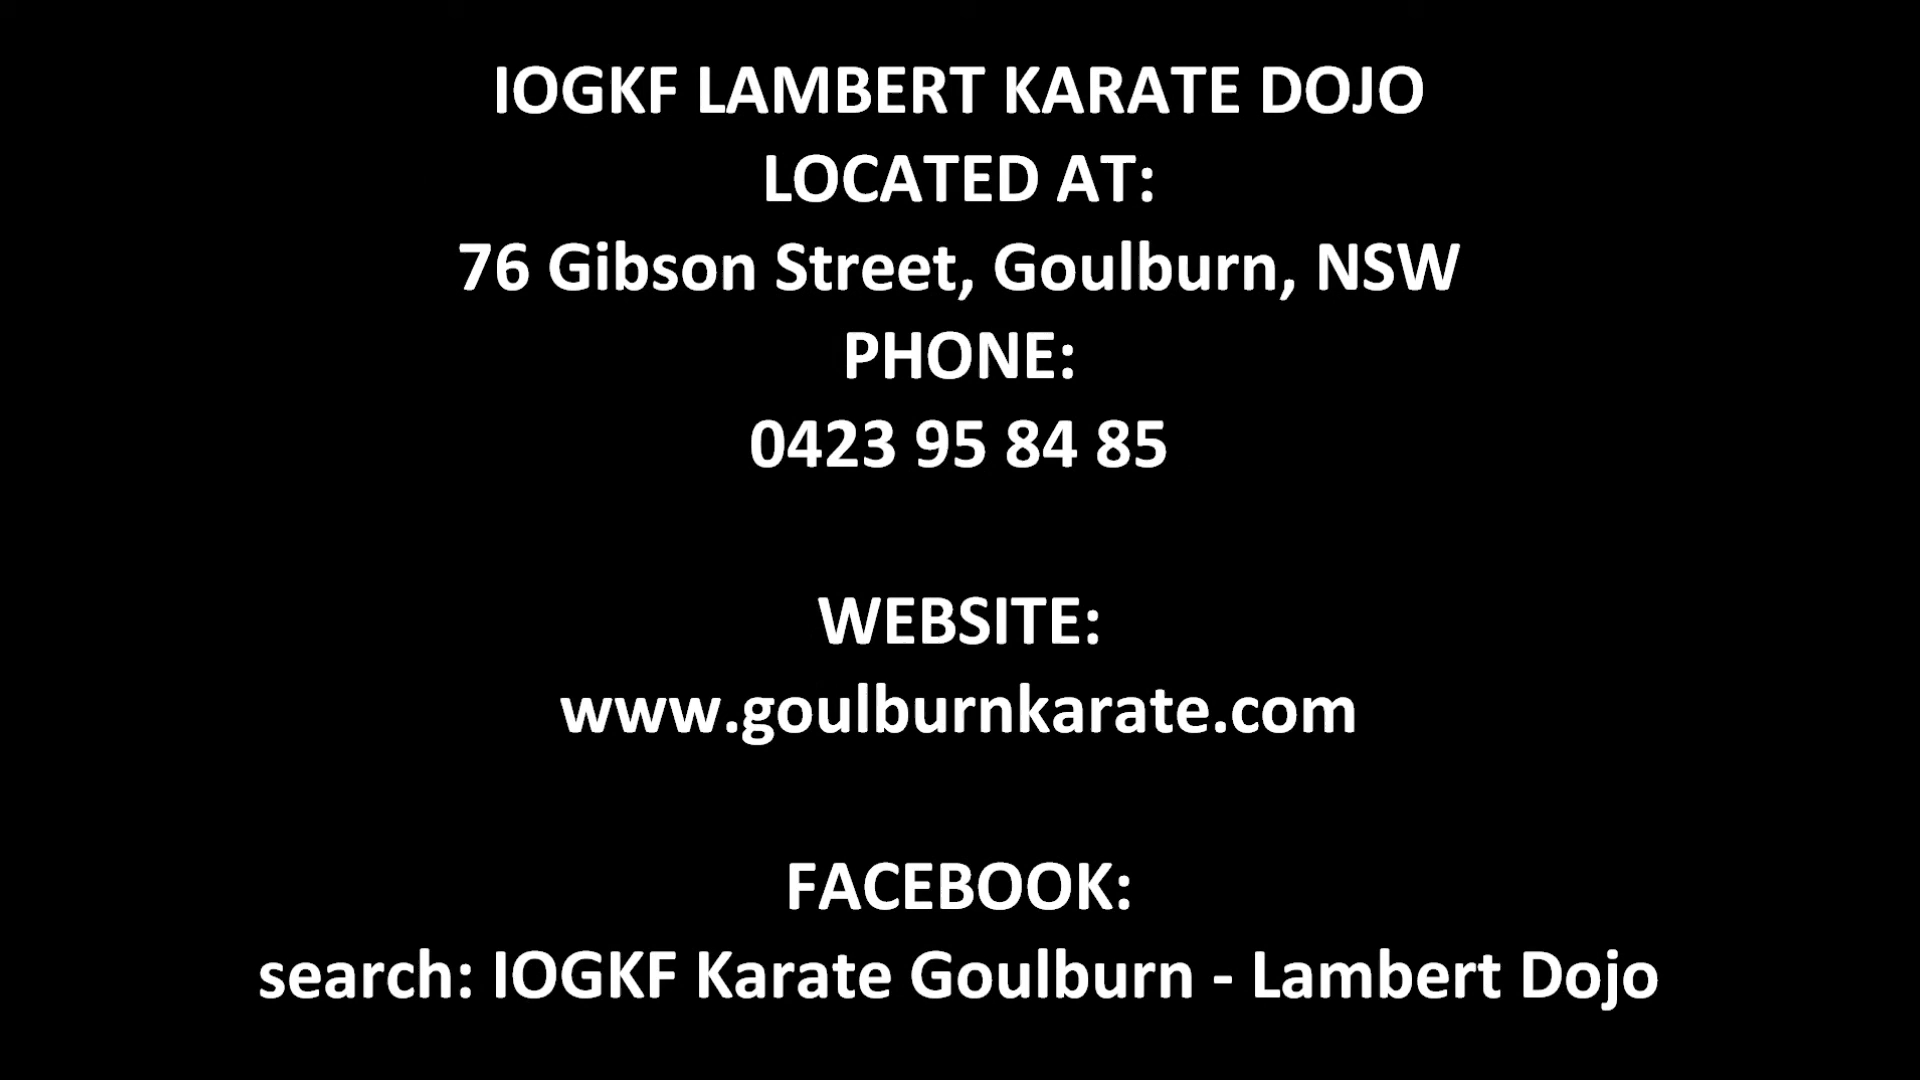 IOGKF LAMBERT KARATE DOJO
LOCATED AT:
76 Gibson Street, Goulburn, NSW
PHONE:
0423 95 84 85
WEBSITE:
www.goulburnkarate.com
FACEBOOK:
search: IOGKF Karate Goulburn - Lambert Dojo